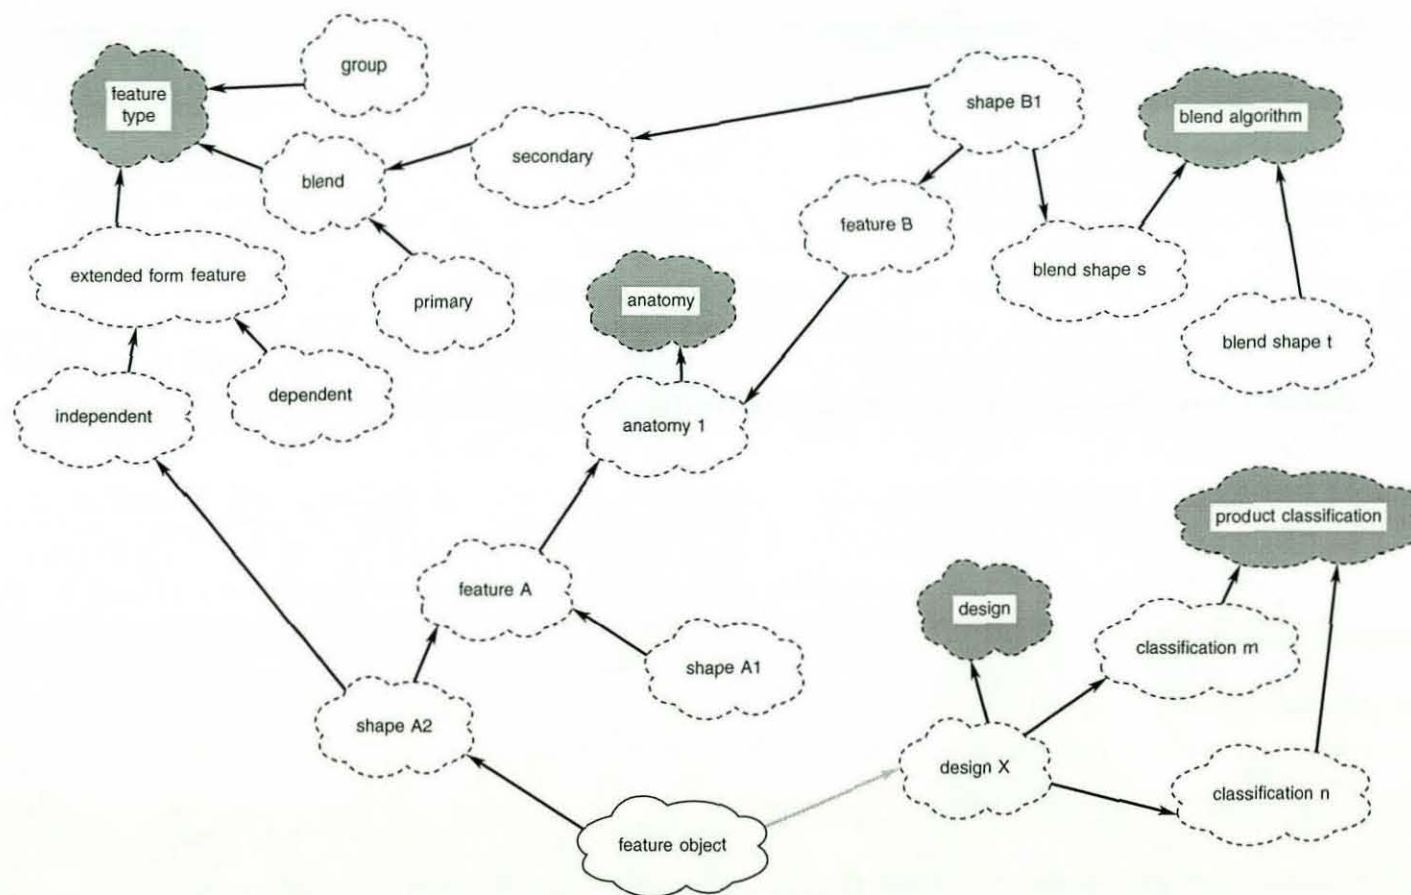 group
feature
type
shape B1
blend algorithm
secondary
blend
feature B
extended form feature
blend shape s
primary
anatomy
blend shape t
dependent
independent
anatomy 1
product classification
feature A
design
classification m
shape A1
shape A2
design X
classification n
feature object